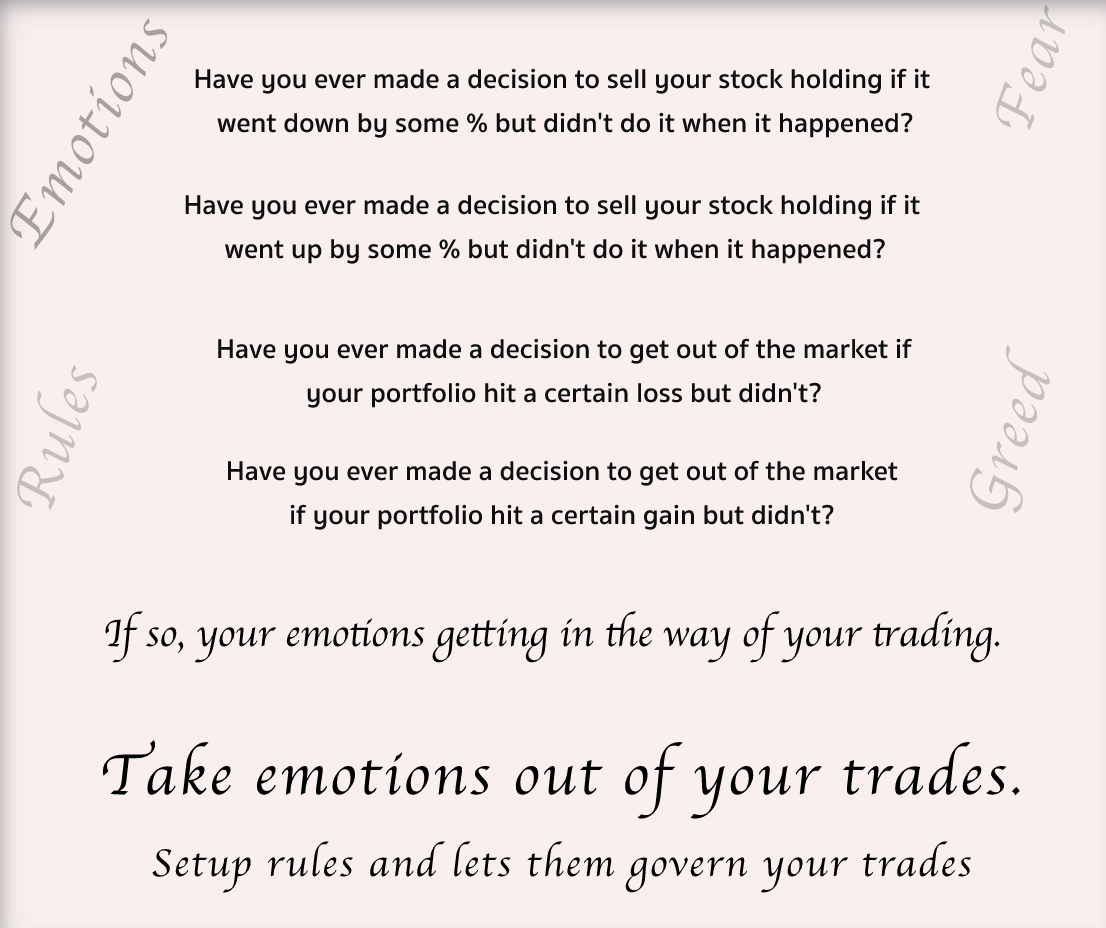 Emotions
Fear
Have you ever made a decision to sell your stock holding if it
went down by some % but didn't do it when it happened?
Have you ever made a decision to sell your stock holding if it
went up by some % but didn't do it when it happened?
Rules
Greed
Have you ever made a decision to get out of the market if
your portfolio hit a certain loss but didn't?
Have you ever made a decision to get out of the market
if your portfolio hit a certain gain but didn't?
If so, your emotions getting in the way of your trading.
Take emotions out of your trades.
Setup rules and lets them govern your trades